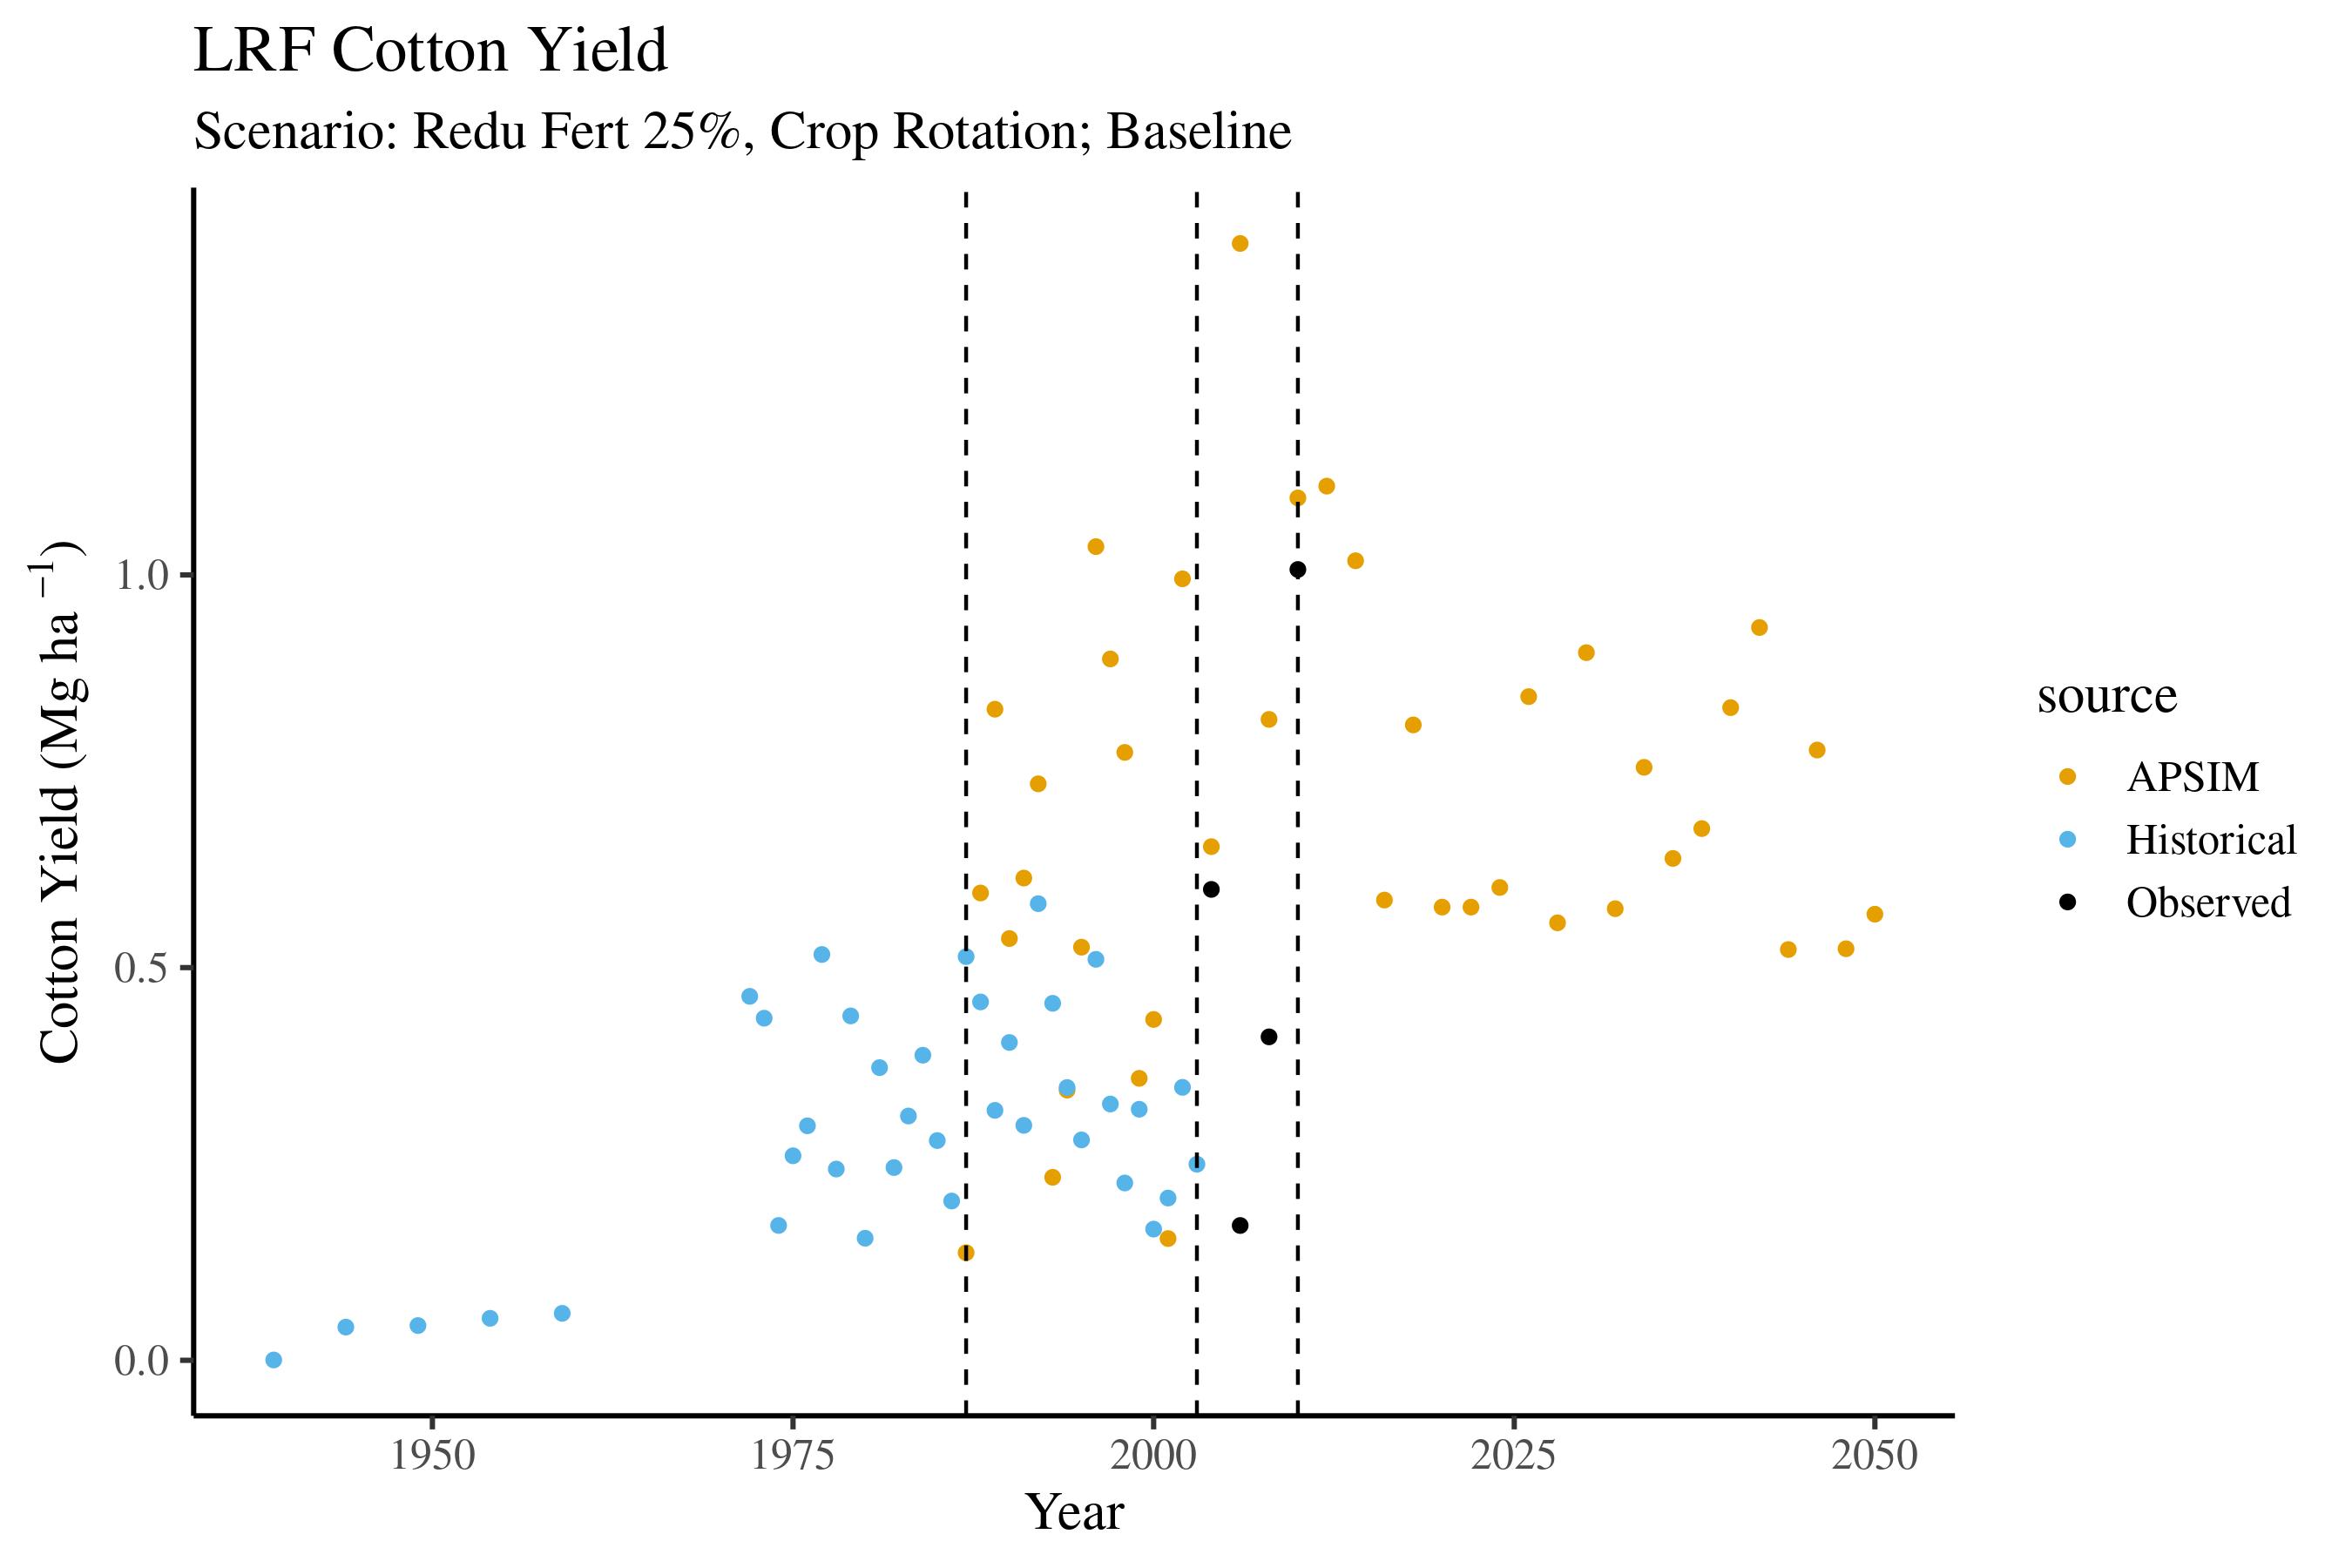 LRF Cotton Yield
Scenario: Redu Fert 25%, Crop Rotation; Baseline
Cotton Yield (Mg ha⁻¹)
1.0
0.5
0.0
1950
1975
2000
2025
2050
Year
source
APSIM
Historical
Observed